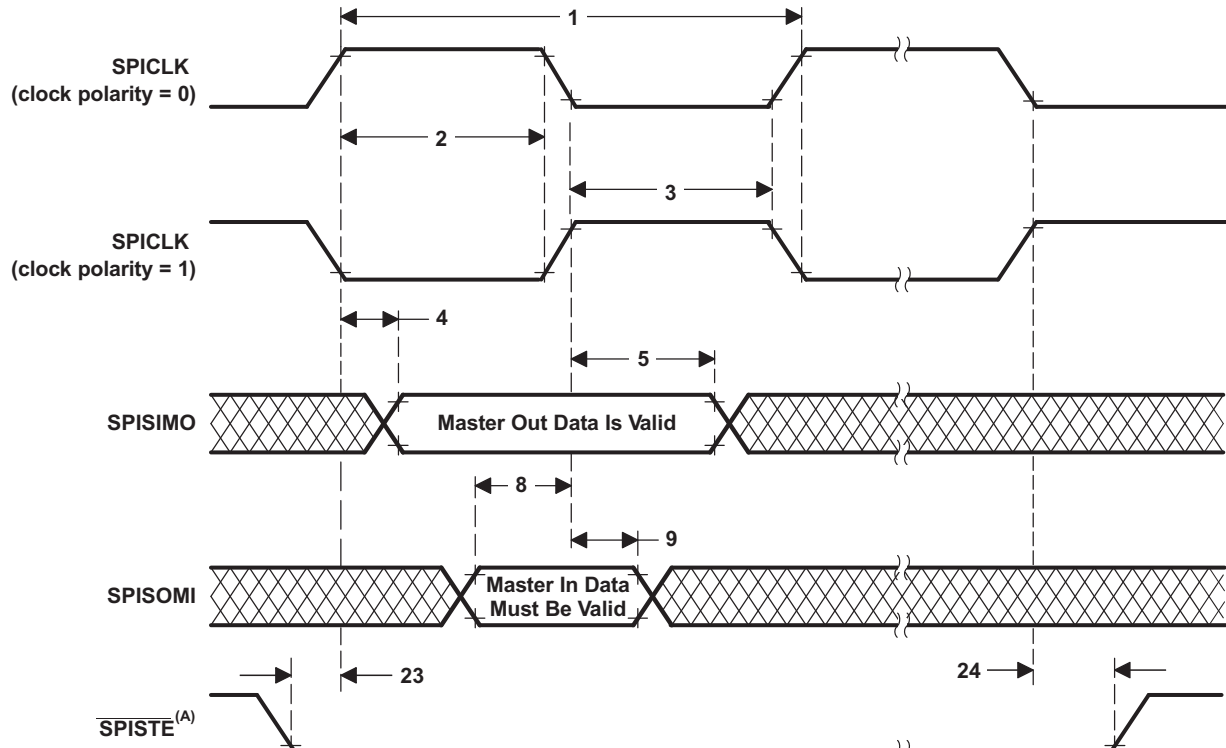 1
SPICLK
(clock polarity = 0)
2
3
SPICLK
(clock polarity = 1)
4
5
SPISIMO
Master Out Data Is Valid
8
9
SPISOMI
Master In Data
Must Be Valid
23
24
SPISTE(A)